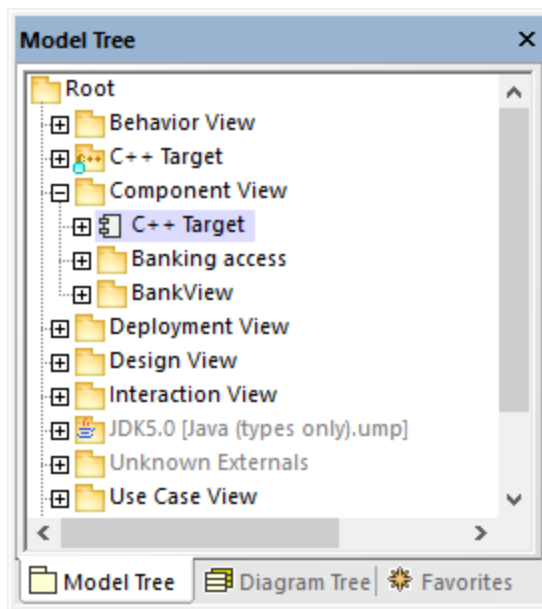 Model Tree
Root
Behavior View
C++ Target
Component View
C++ Target
Banking access
BankView
Deployment View
Design View
Interaction View
JDK5.0 [Java (types only).ump]
Unknown Externals
Use Case View
Model Tree Diagram Tree Favorites